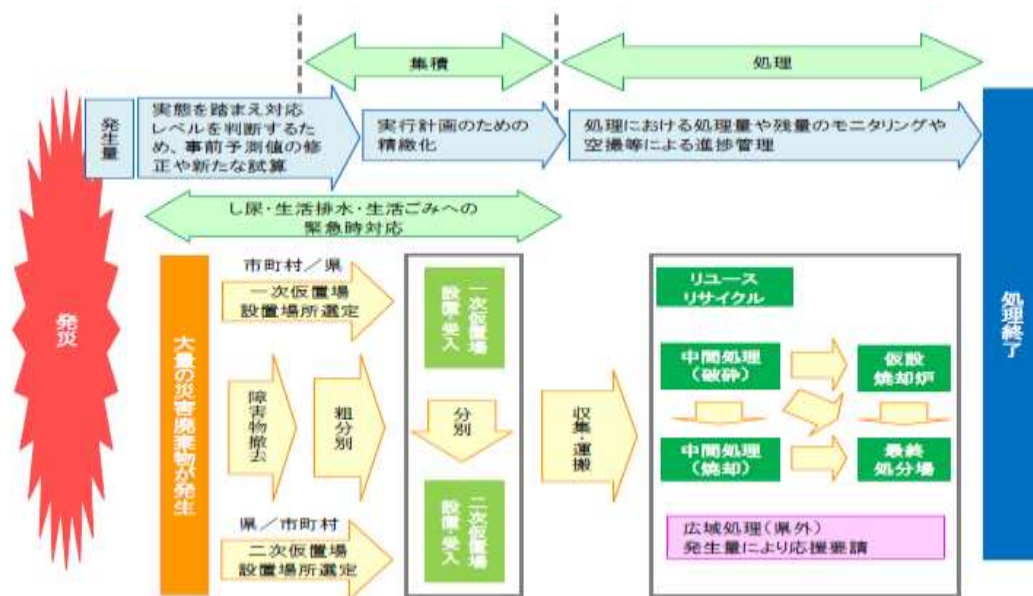 集積
処理
発生量
実態を踏まえ対応
レベルを判断するた
め、事前予測値の修
正や新たな試算
実行計画のための
精緻化
処理における処理量や残量のモニタリングや
空撮等による進捗管理
し尿・生活排水・生活ごみへの
緊急時対応
発災
大量の災害廃棄物が発生
市町村／県
一次仮置場
設置場所選定
障害物撤去
粗分別
県／市町村
二次仮置場
設置場所選定
一次仮置場
設置・受入
分別
二次仮置場
設置・受入
収集・運搬
リユース
リサイクル
中間処理
（破砕）
仮設
焼却炉
中間処理
（焼却）
最終
処分場
広域処理（県外）
発生量により応援要請
処理終了